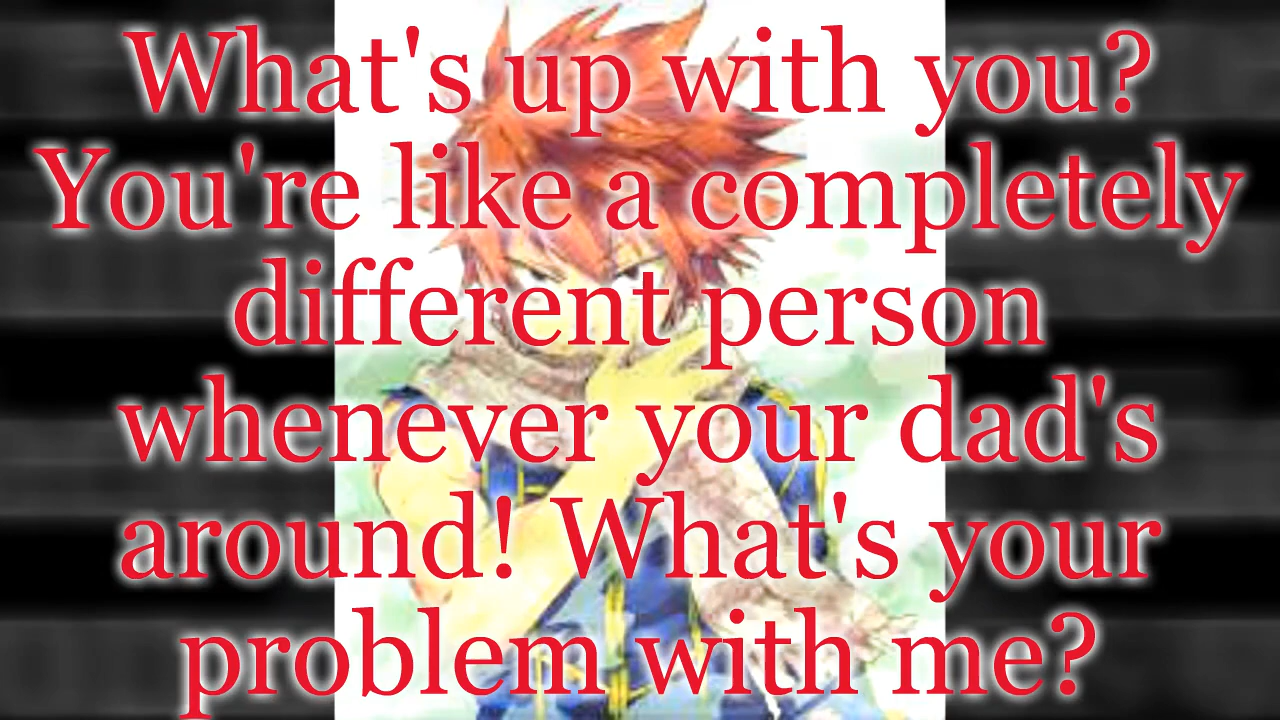 What's up with you?
You're like a completely
different person
whenever your dad's
around! What's your
problem with me?